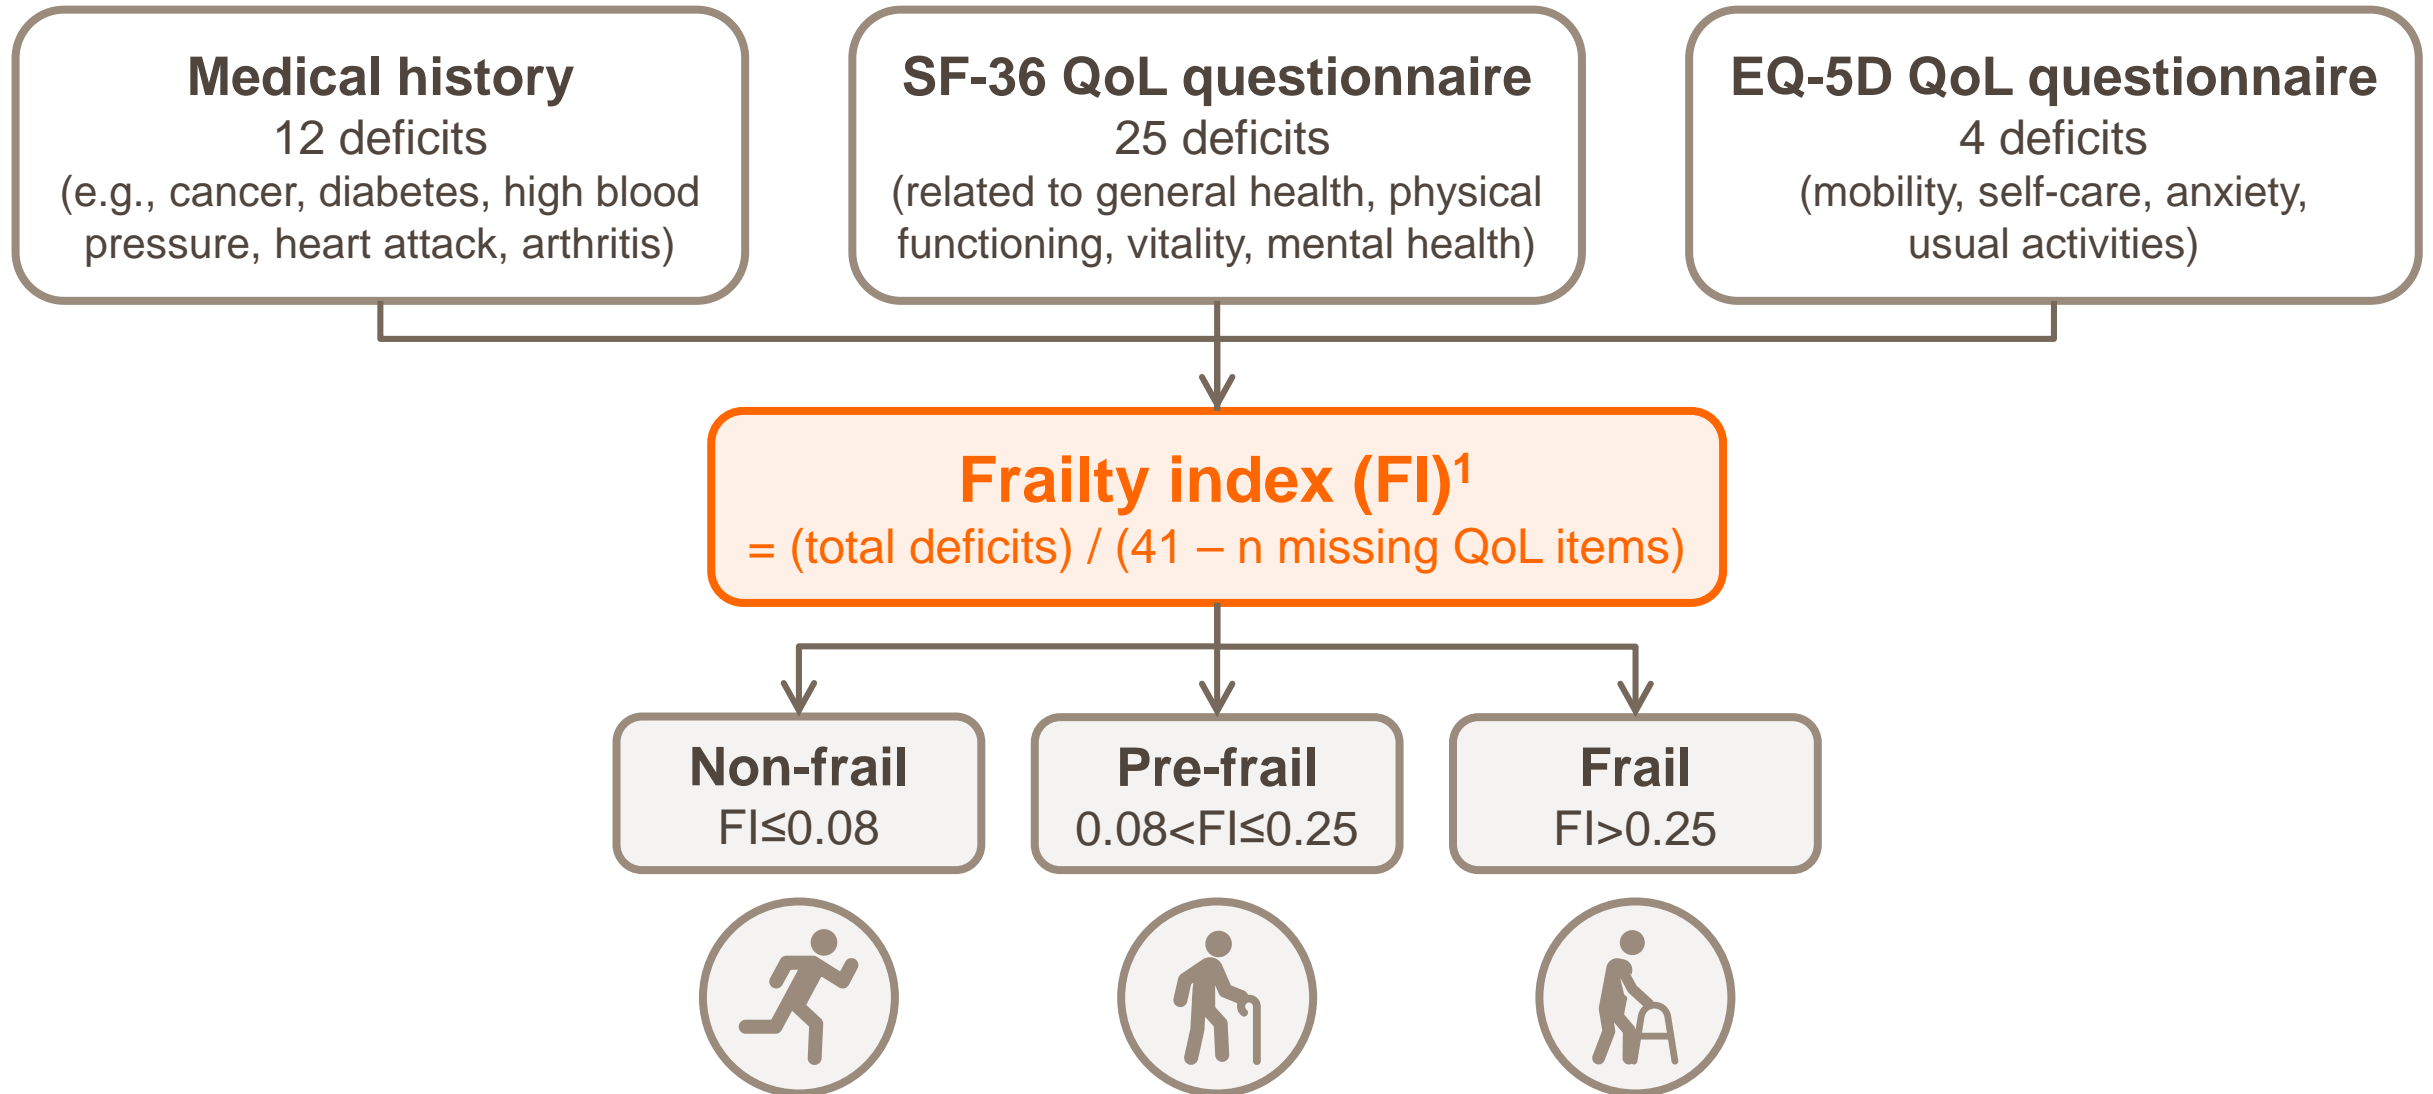 Medical history
12 deficits
(e.g., cancer, diabetes, high blood
pressure, heart attack, arthritis)
SF-36 QoL questionnaire
25 deficits
(related to general health, physical
functioning, vitality, mental health)
EQ-5D QoL questionnaire
4 deficits
(mobility, self-care, anxiety,
usual activities)
Frailty index (FI)¹
= (total deficits) / (41 – n missing QoL items)
Non-frail
FI≤0.08
Pre-frail
0.08<FI≤0.25
Frail
FI>0.25